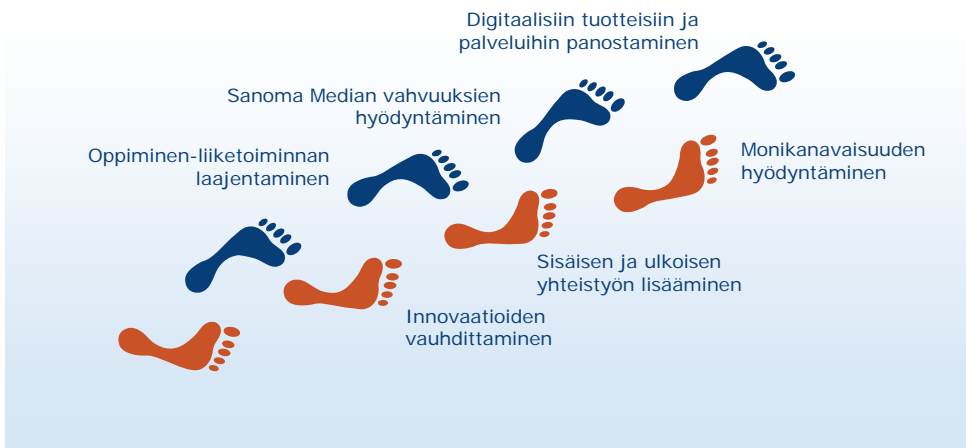 Digitaalisiin tuotteisiin ja
palveluihin panostaminen
Sanoma Median vahvuuksien
hyödyntäminen
Oppiminen-liiketoiminnan
laajentaminen
Monikanavaisuuden
hyödyntäminen
Sisäisen ja ulkoisen
yhteistyön lisääminen
Innovaatioiden
vauhdittaminen